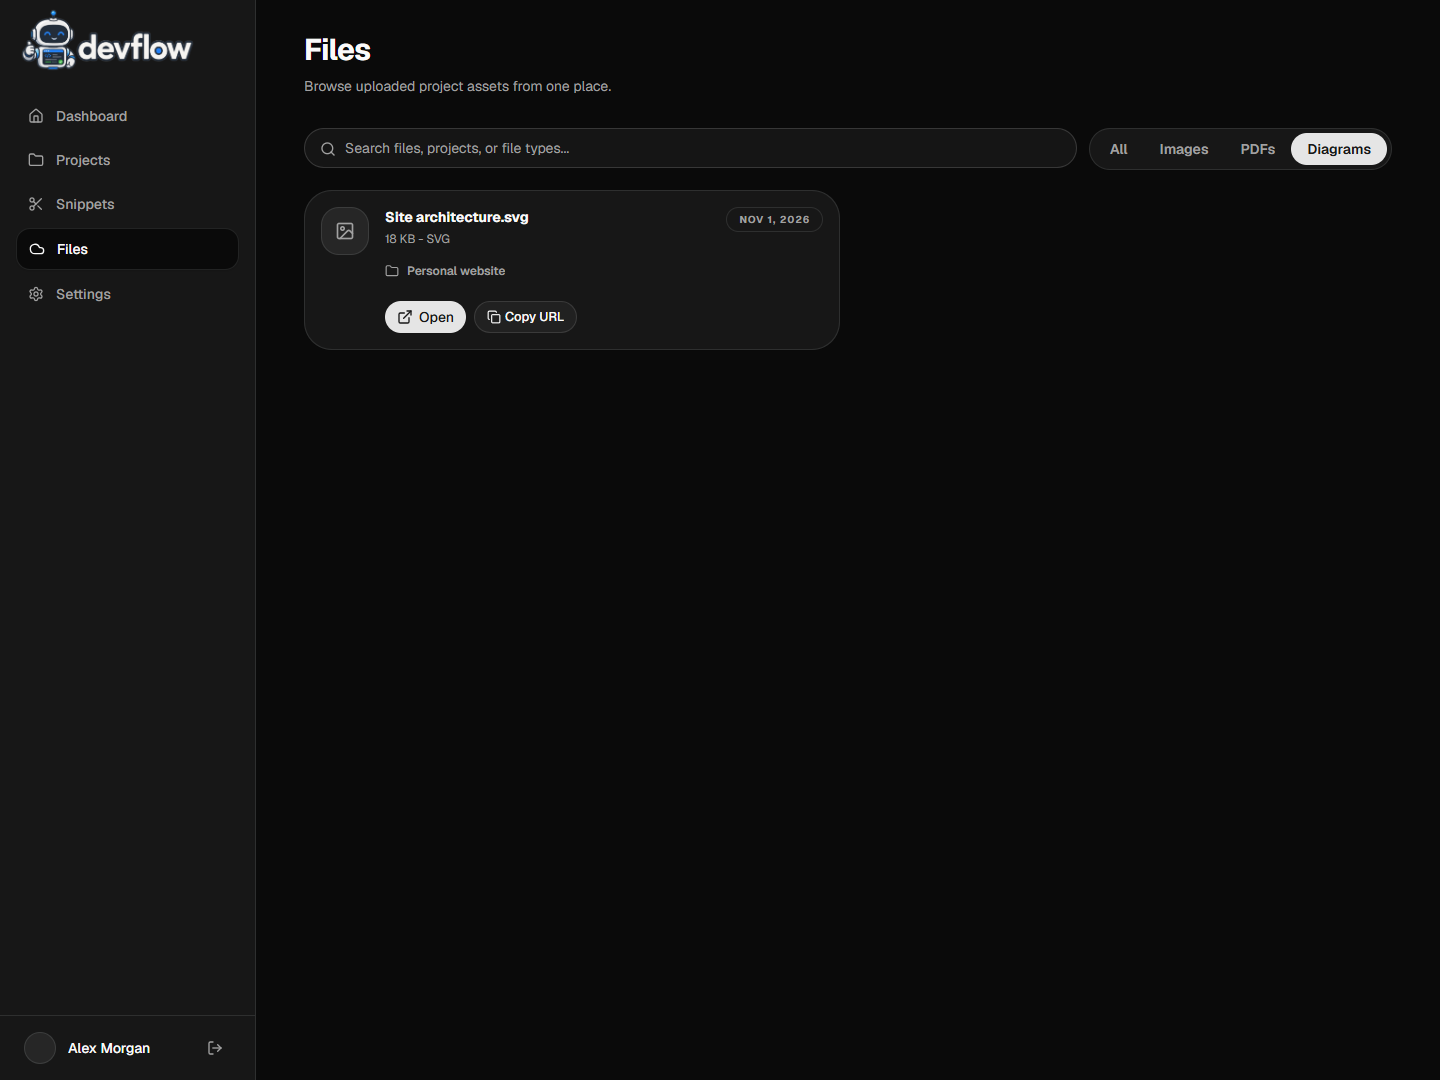 devflow
Dashboard
Projects
Snippets
Files
Settings
Alex Morgan
Files
Browse uploaded project assets from one place.
Search files, projects, or file types...
All Images PDFs Diagrams
Site architecture.svg
NOV 1, 2026
18 KB - SVG
Personal website
Open Copy URL